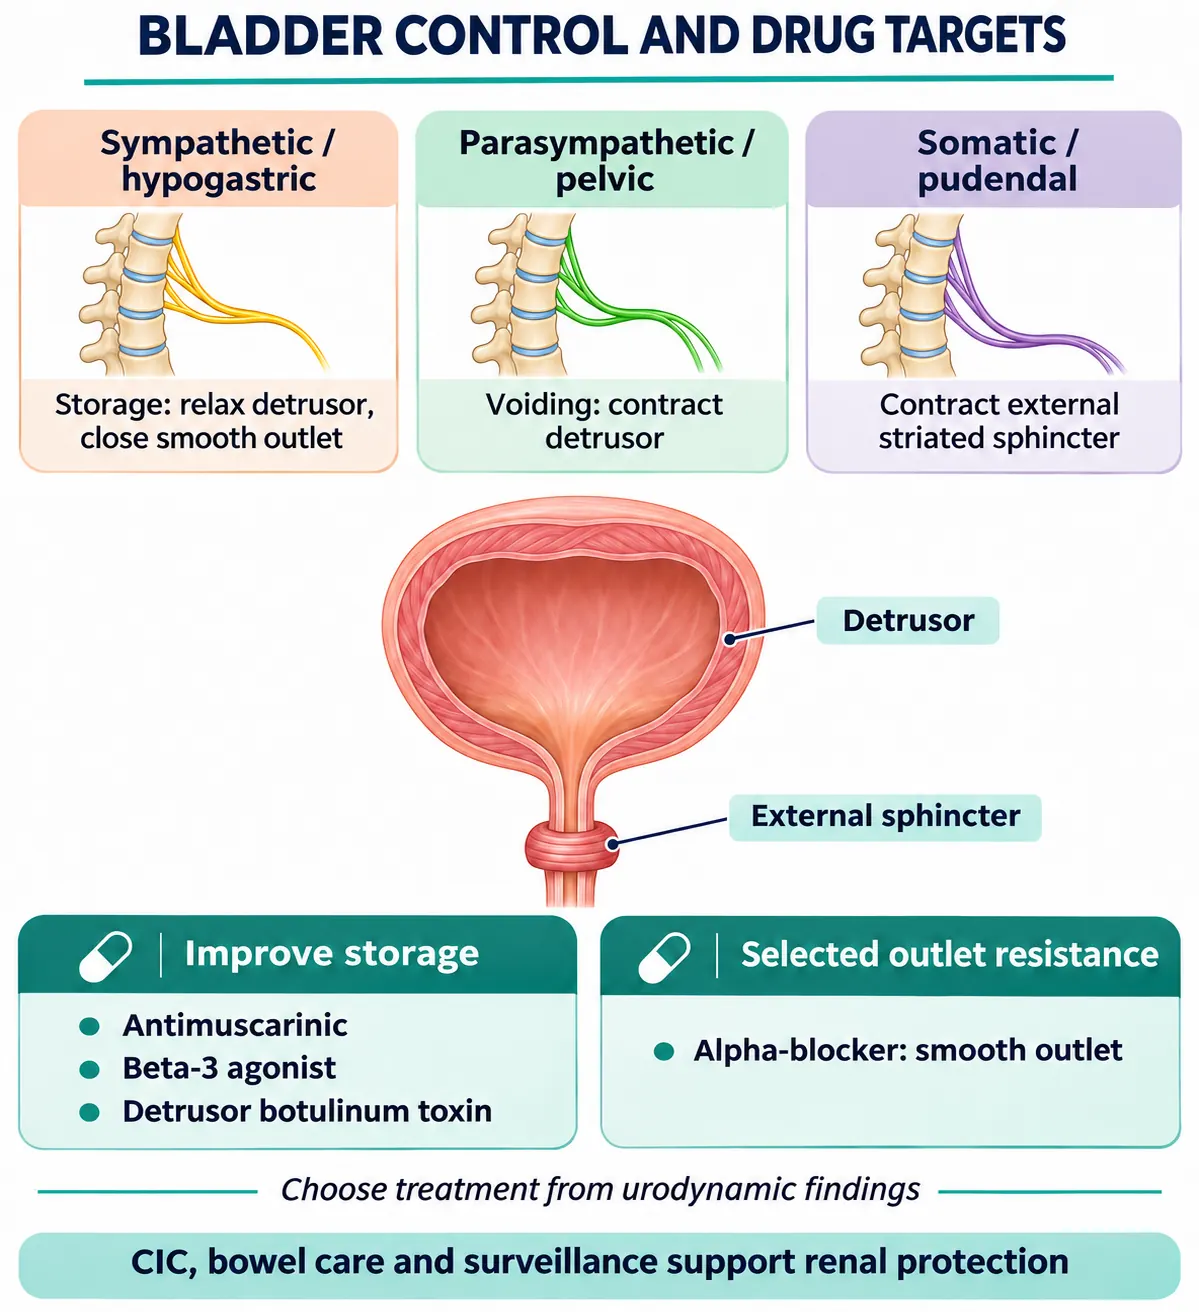 BLADDER CONTROL AND DRUG TARGETS
Sympathetic /
hypogastric
Storage: relax detrusor,
close smooth outlet
Parasympathetic /
pelvic
Voiding: contract
detrusor
Somatic /
pudendal
Contract external
striated sphincter
Detrusor
External sphincter
Improve storage
Antimuscarinic
Beta-3 agonist
Detrusor botulinum toxin
Selected outlet resistance
Alpha-blocker: smooth outlet
Choose treatment from urodynamic findings
CIC, bowel care and surveillance support renal protection